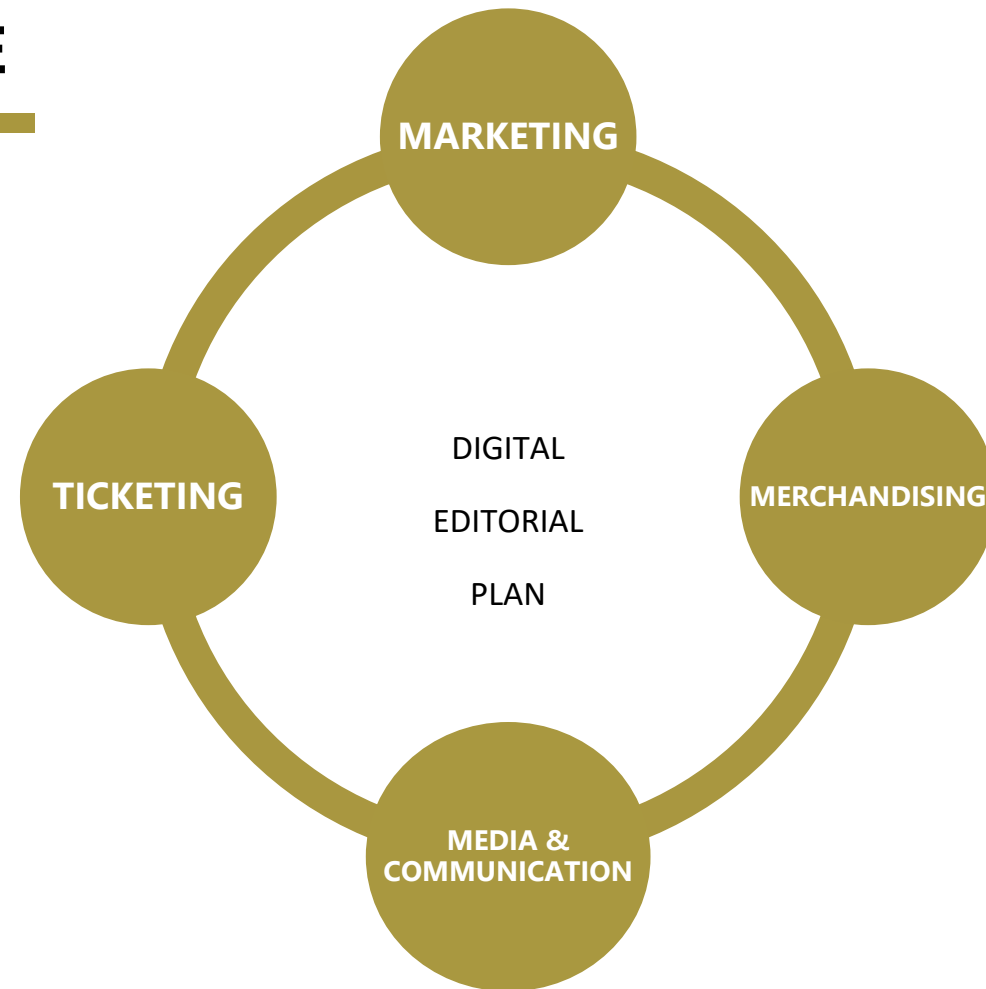 E
MARKETING
TICKETING
DIGITAL
EDITORIAL
PLAN
MERCHANDISING
MEDIA &
COMMUNICATION